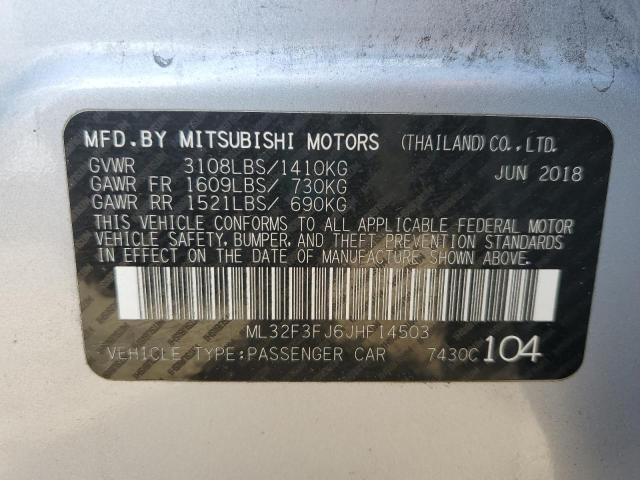 MFD.BY MITSUBISHI MOTORS (THAILAND)CO.,LTD.
GVWR 3108LBS/1410KG JUN 2018
GAWR FR 1609LBS/ 730KG
GAWR RR 1521LBS/ 690KG
THIS VEHICLE CONFORMS TO ALL APPLICABLE FEDERAL MOTOR
VEHICLE SAFETY, BUMPER, AND THEFT PREVENTION STANDARDS
IN EFFECT ON THE DATE OF MANUFACTURE SHOWN ABOVE.
ML32F3FJ6JHF14503
VEHICLE TYPE:PASSENGER CAR 7430C 104